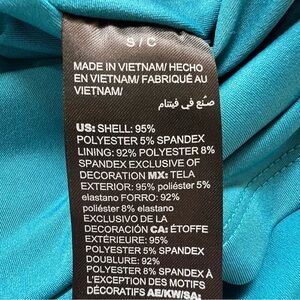 S/C
MADE IN VIETNAM/ HECHO
EN VIETNAM/ FABRIQUÉ AU
VIETNAM/
صنع في فيتنام
US: SHELL: 95%
POLYESTER 5% SPANDEX
LINING: 92% POLYESTER 8%
SPANDEX EXCLUSIVE OF
DECORATION MX: TELA
EXTERIOR: 95% poliéster 5%
elastano FORRO: 92%
poliéster 8% elastano
EXCLUSIVO DE LA
DECORACIÓN CA: ÉTOFFE
EXTÉRIEURE: 95%
POLYESTER 5% SPANDEX
DOUBLURE: 92%
POLYESTER 8% SPANDEX À
L'EXCEPTION DES MOTIFS
DÉCORATIFS AE/KW/SA: